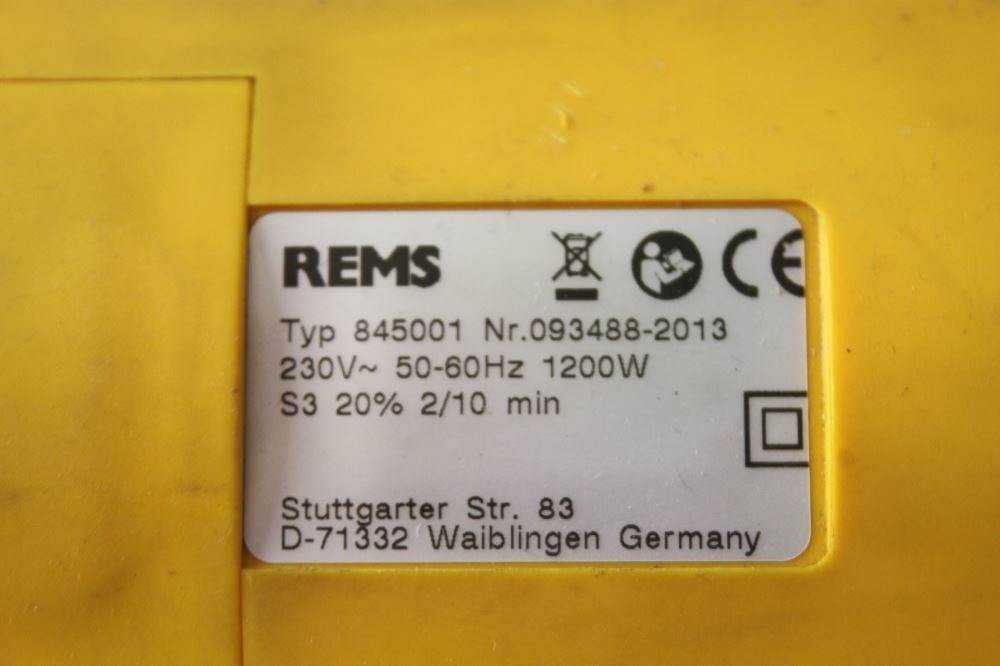 REMS
CE
Typ 845001 Nr.093488-2013
230V~ 50-60Hz 1200W
S3 20% 2/10 min
Stuttgarter Str. 83
D-71332 Waiblingen Germany